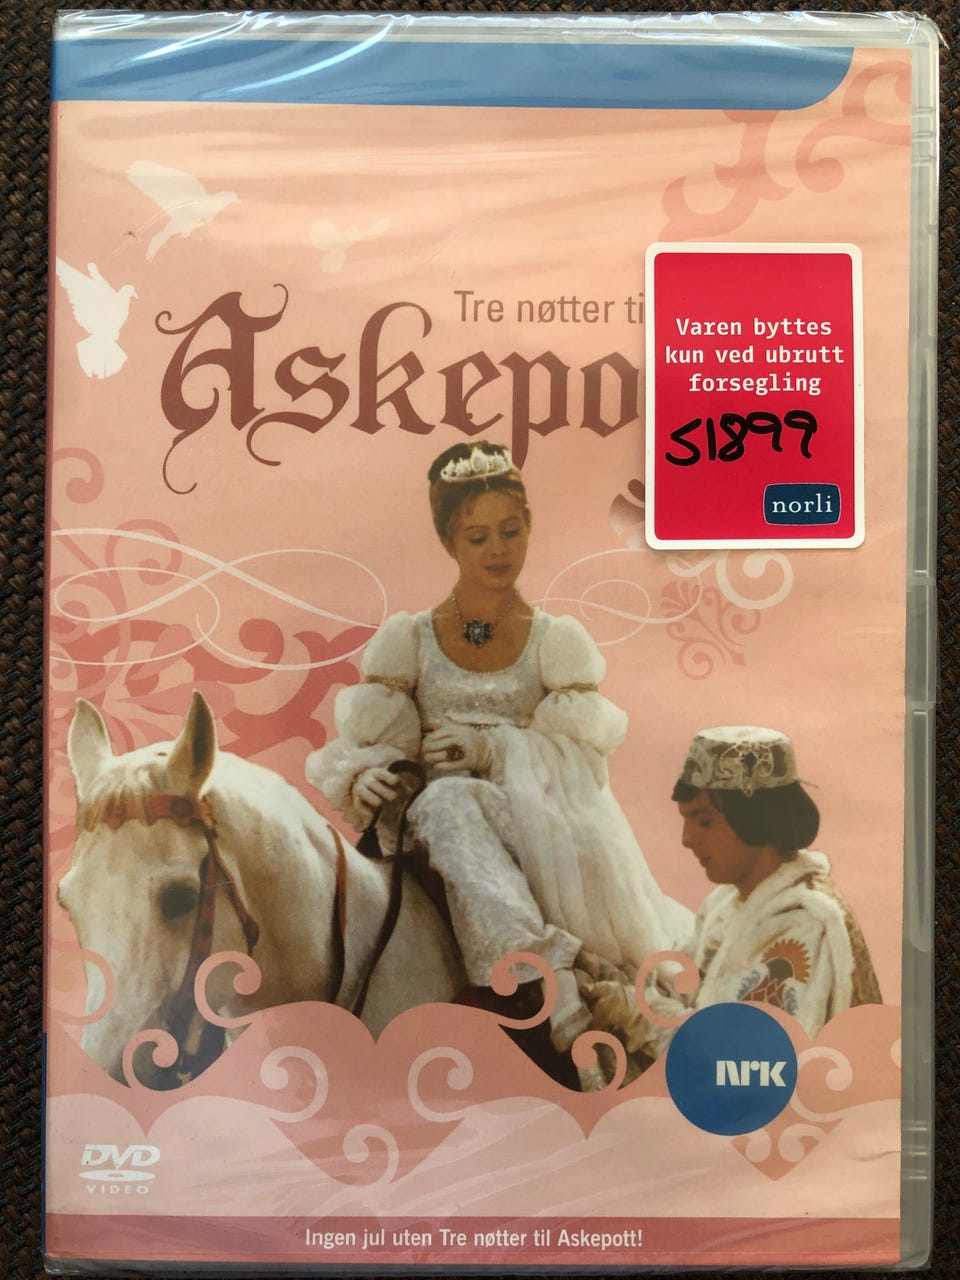 Tre nøtter ti
Askepo
Varen byttes
kun ved ubrutt
forsegling
51899
norli
nrk
DVD
VIDEO
Ingen jul uten Tre nøtter til Askepott!